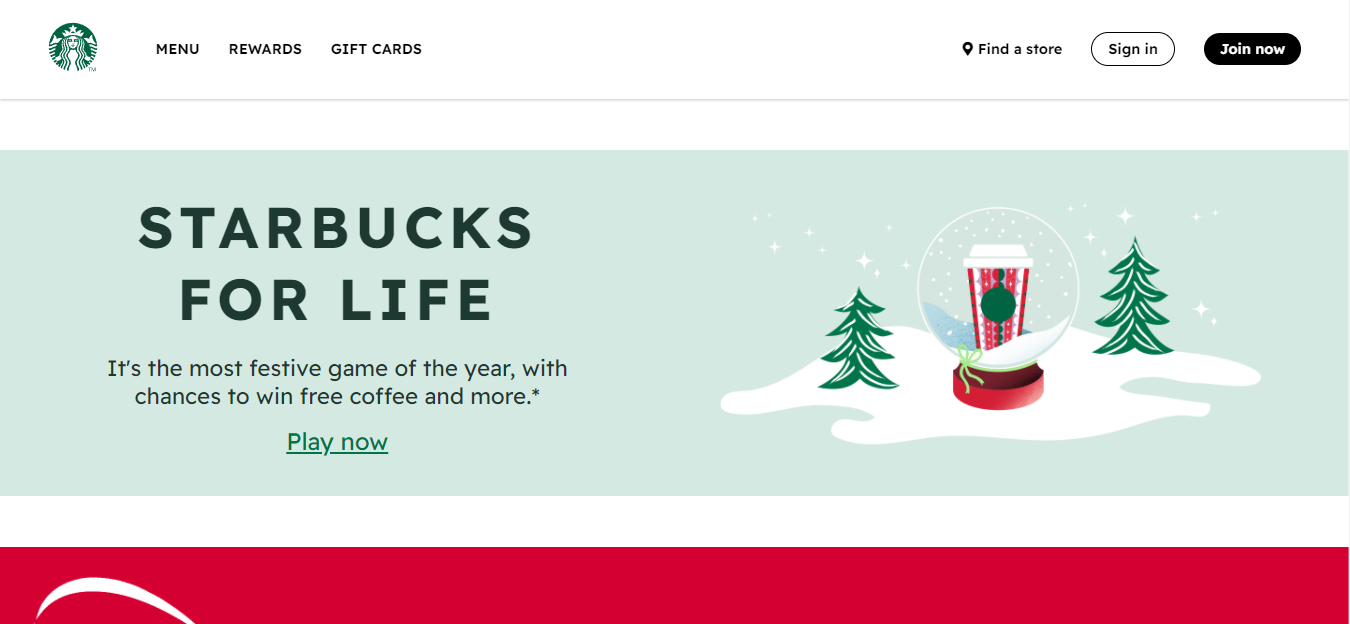 MENU
REWARDS
GIFT CARDS
Find a store
Sign in
Join now
STARBUCKS
FOR LIFE
It's the most festive game of the year, with
chances to win free coffee and more.*
Play now
TM